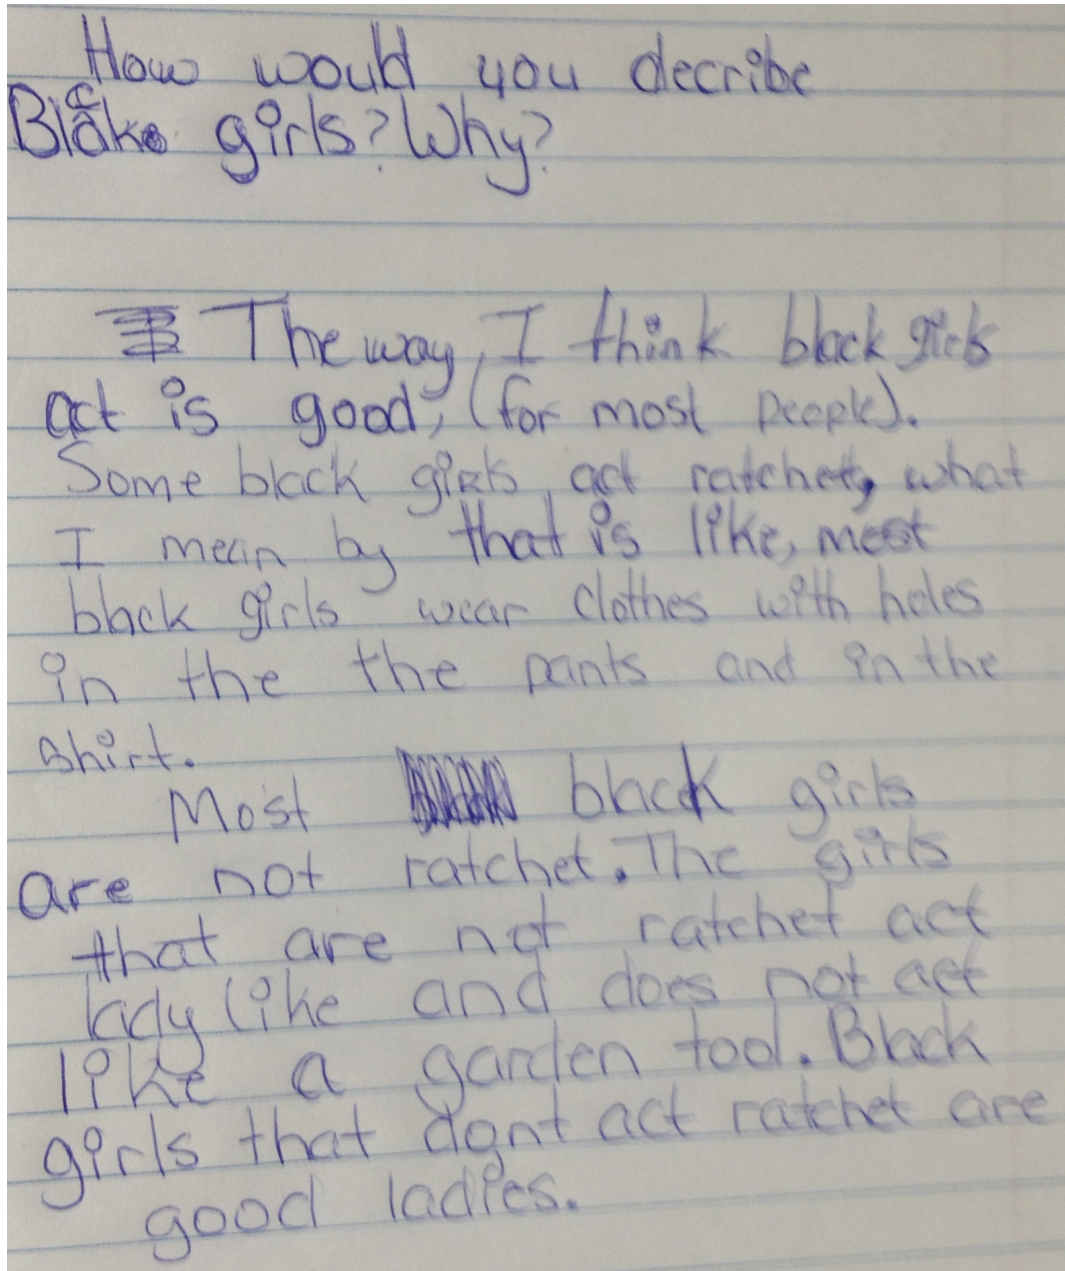 How would you decribe
Black girls? Why?
The way, I think black girls
act is good, (for most people).
Some black girls, act ratchet, what
I mean by that is like, most
black girls wear clothes with holes
in the the pants and in the
shirt.
Most black girls
are not ratchet. The girls
that are not ratchet act
lady like and does not act
like a garden tool. Black
girls that dont act ratchet are
good ladies.